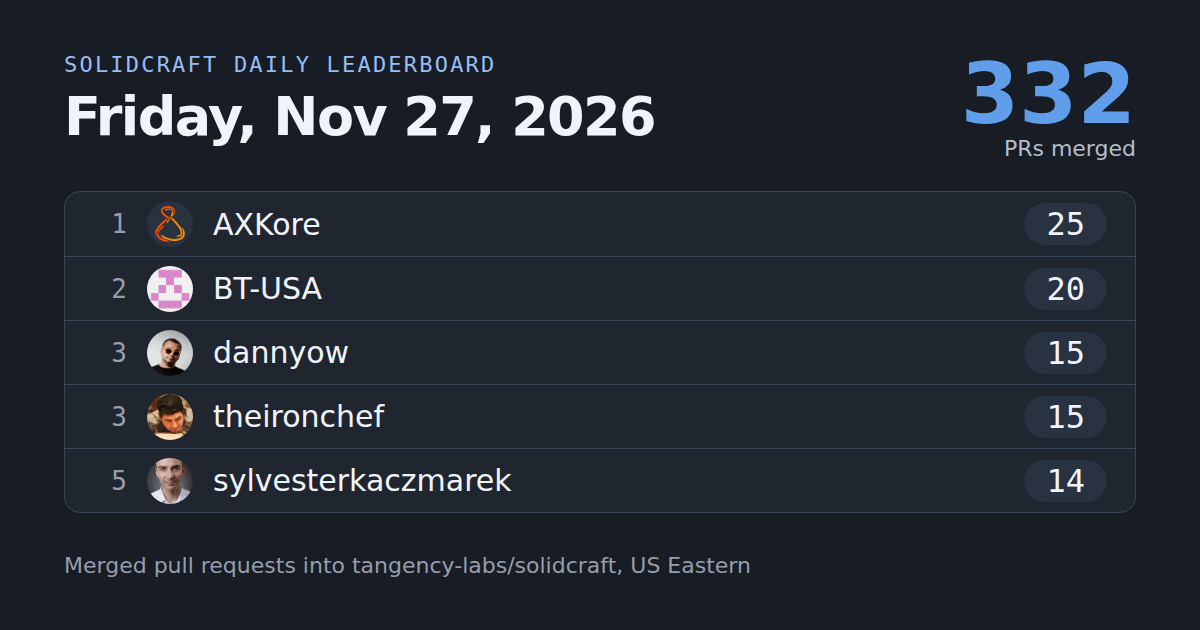 SOLIDCRAFT DAILY LEADERBOARD
Friday, Nov 27, 2026
332
PRs merged
1 AXKore 25
2 BT-USA 20
3 dannyow 15
3 theironchef 15
5 sylvesterkaczmarek 14
Merged pull requests into tangency-labs/solidcraft, US Eastern